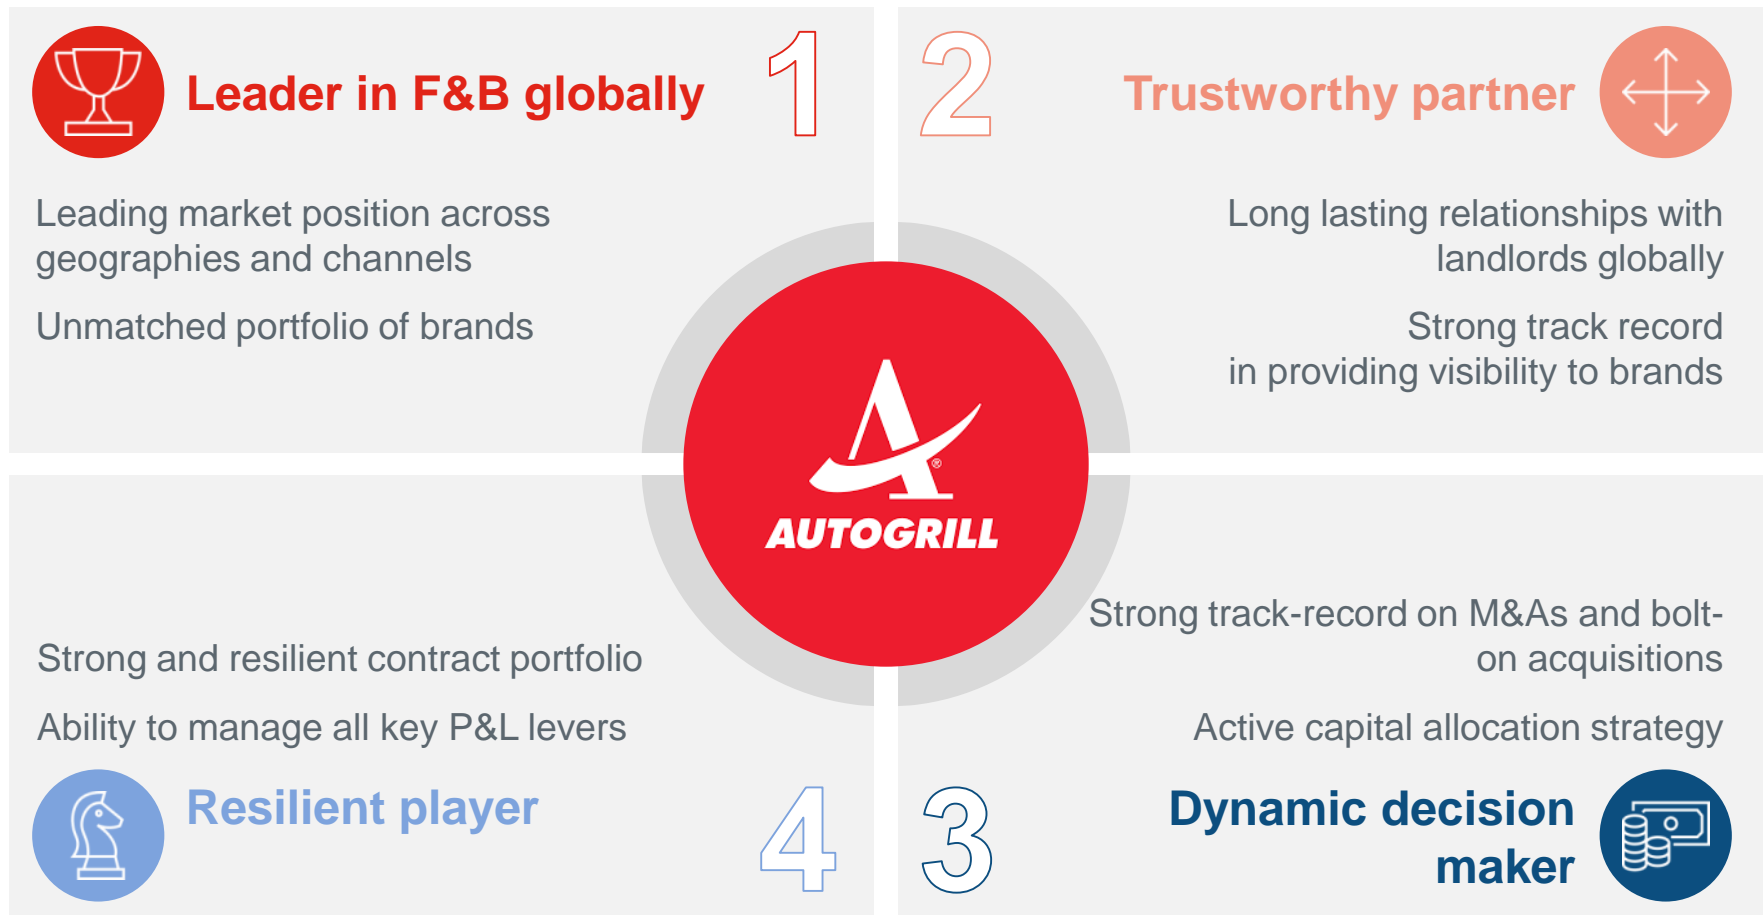 Leader in F&B globally
1
Leading market position across
geographies and channels
Unmatched portfolio of brands
2
Trustworthy partner
Long lasting relationships with
landlords globally
Strong track record
in providing visibility to brands
®
AUTOGRILL
Strong track-record on M&As and bolt-
on acquisitions
Active capital allocation strategy
3
Dynamic decision
maker
Strong and resilient contract portfolio
Ability to manage all key P&L levers
Resilient player
4